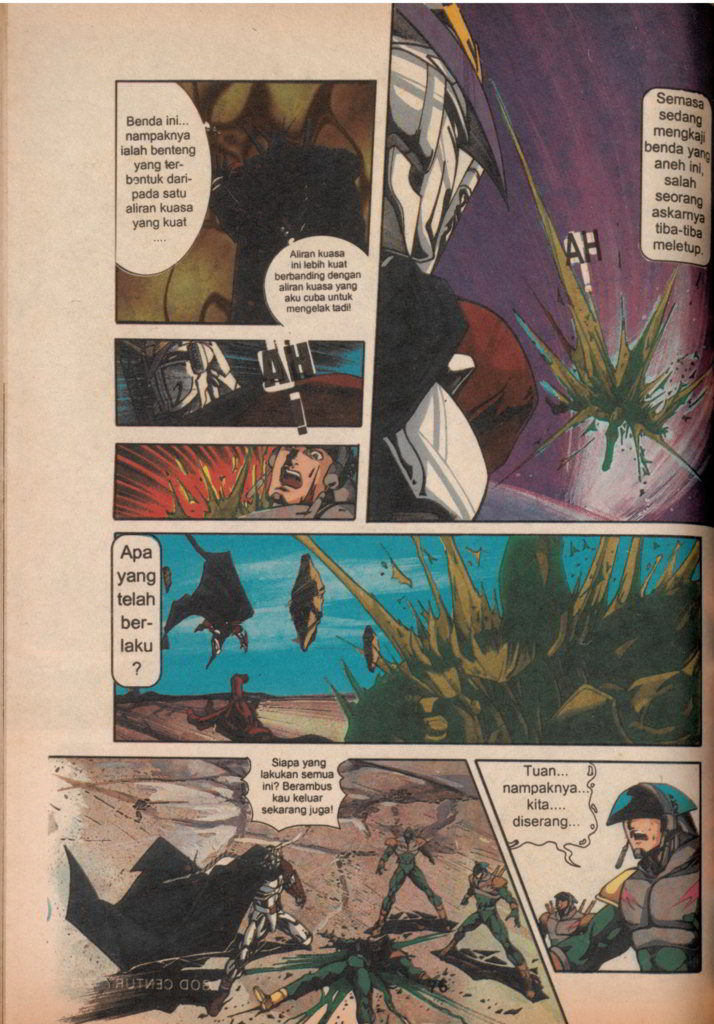 Benda ini...
nampaknya
ialah benteng
yang ter-
bentuk dari-
pada satu
aliran kuasa
yang kuat
....
Aliran kuasa
ini lebih kuat
berbanding dengan
aliran kuasa yang
aku cuba untuk
mengelak tadi!
Semasa
sedang
mengkaji
benda yang
aneh ini,
salah
seorang
askarnya
tiba-tiba
meletup.
AH
AH
Apa
yang
telah
ber-
laku
?
Siapa yang
lakukan semua
ini? Berambus
kau keluar
sekarang juga!
Tuan...
nampaknya...
kita....
diserang...